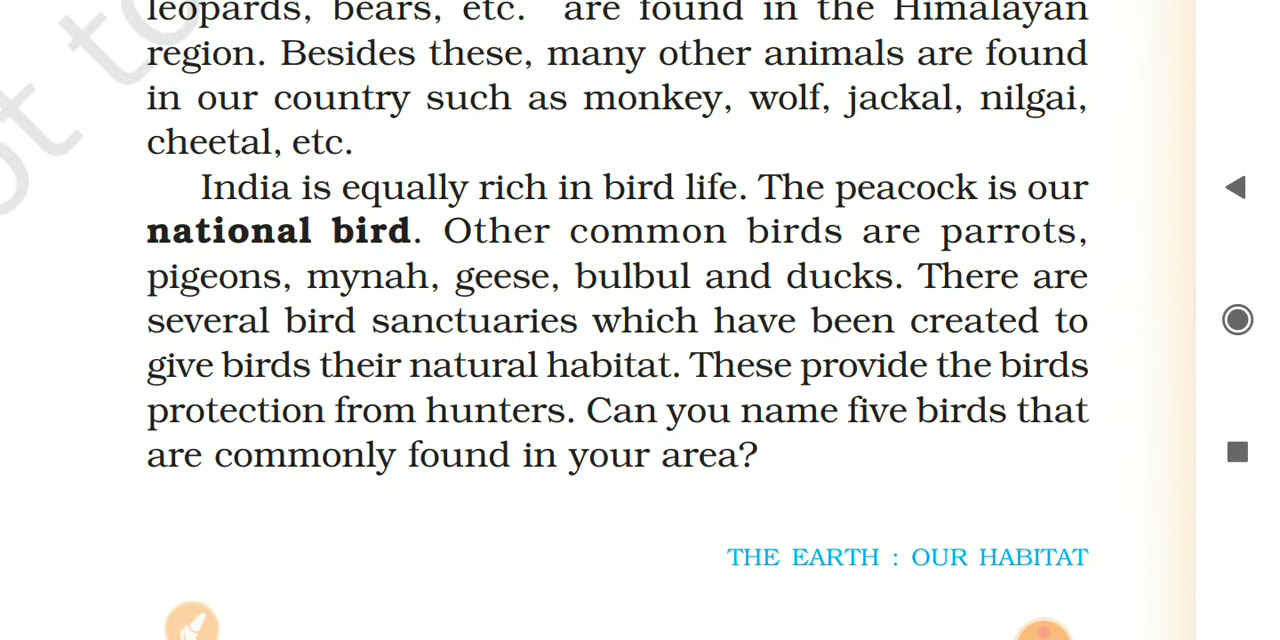 leopards, bears, etc. are found in the Himalayan
region. Besides these, many other animals are found
in our country such as monkey, wolf, jackal, nilgai,
cheetal, etc.
India is equally rich in bird life. The peacock is our
national bird. Other common birds are parrots,
pigeons, mynah, geese, bulbul and ducks. There are
several bird sanctuaries which have been created to
give birds their natural habitat. These provide the birds
protection from hunters. Can you name five birds that
are commonly found in your area?
THE EARTH : OUR HABITAT